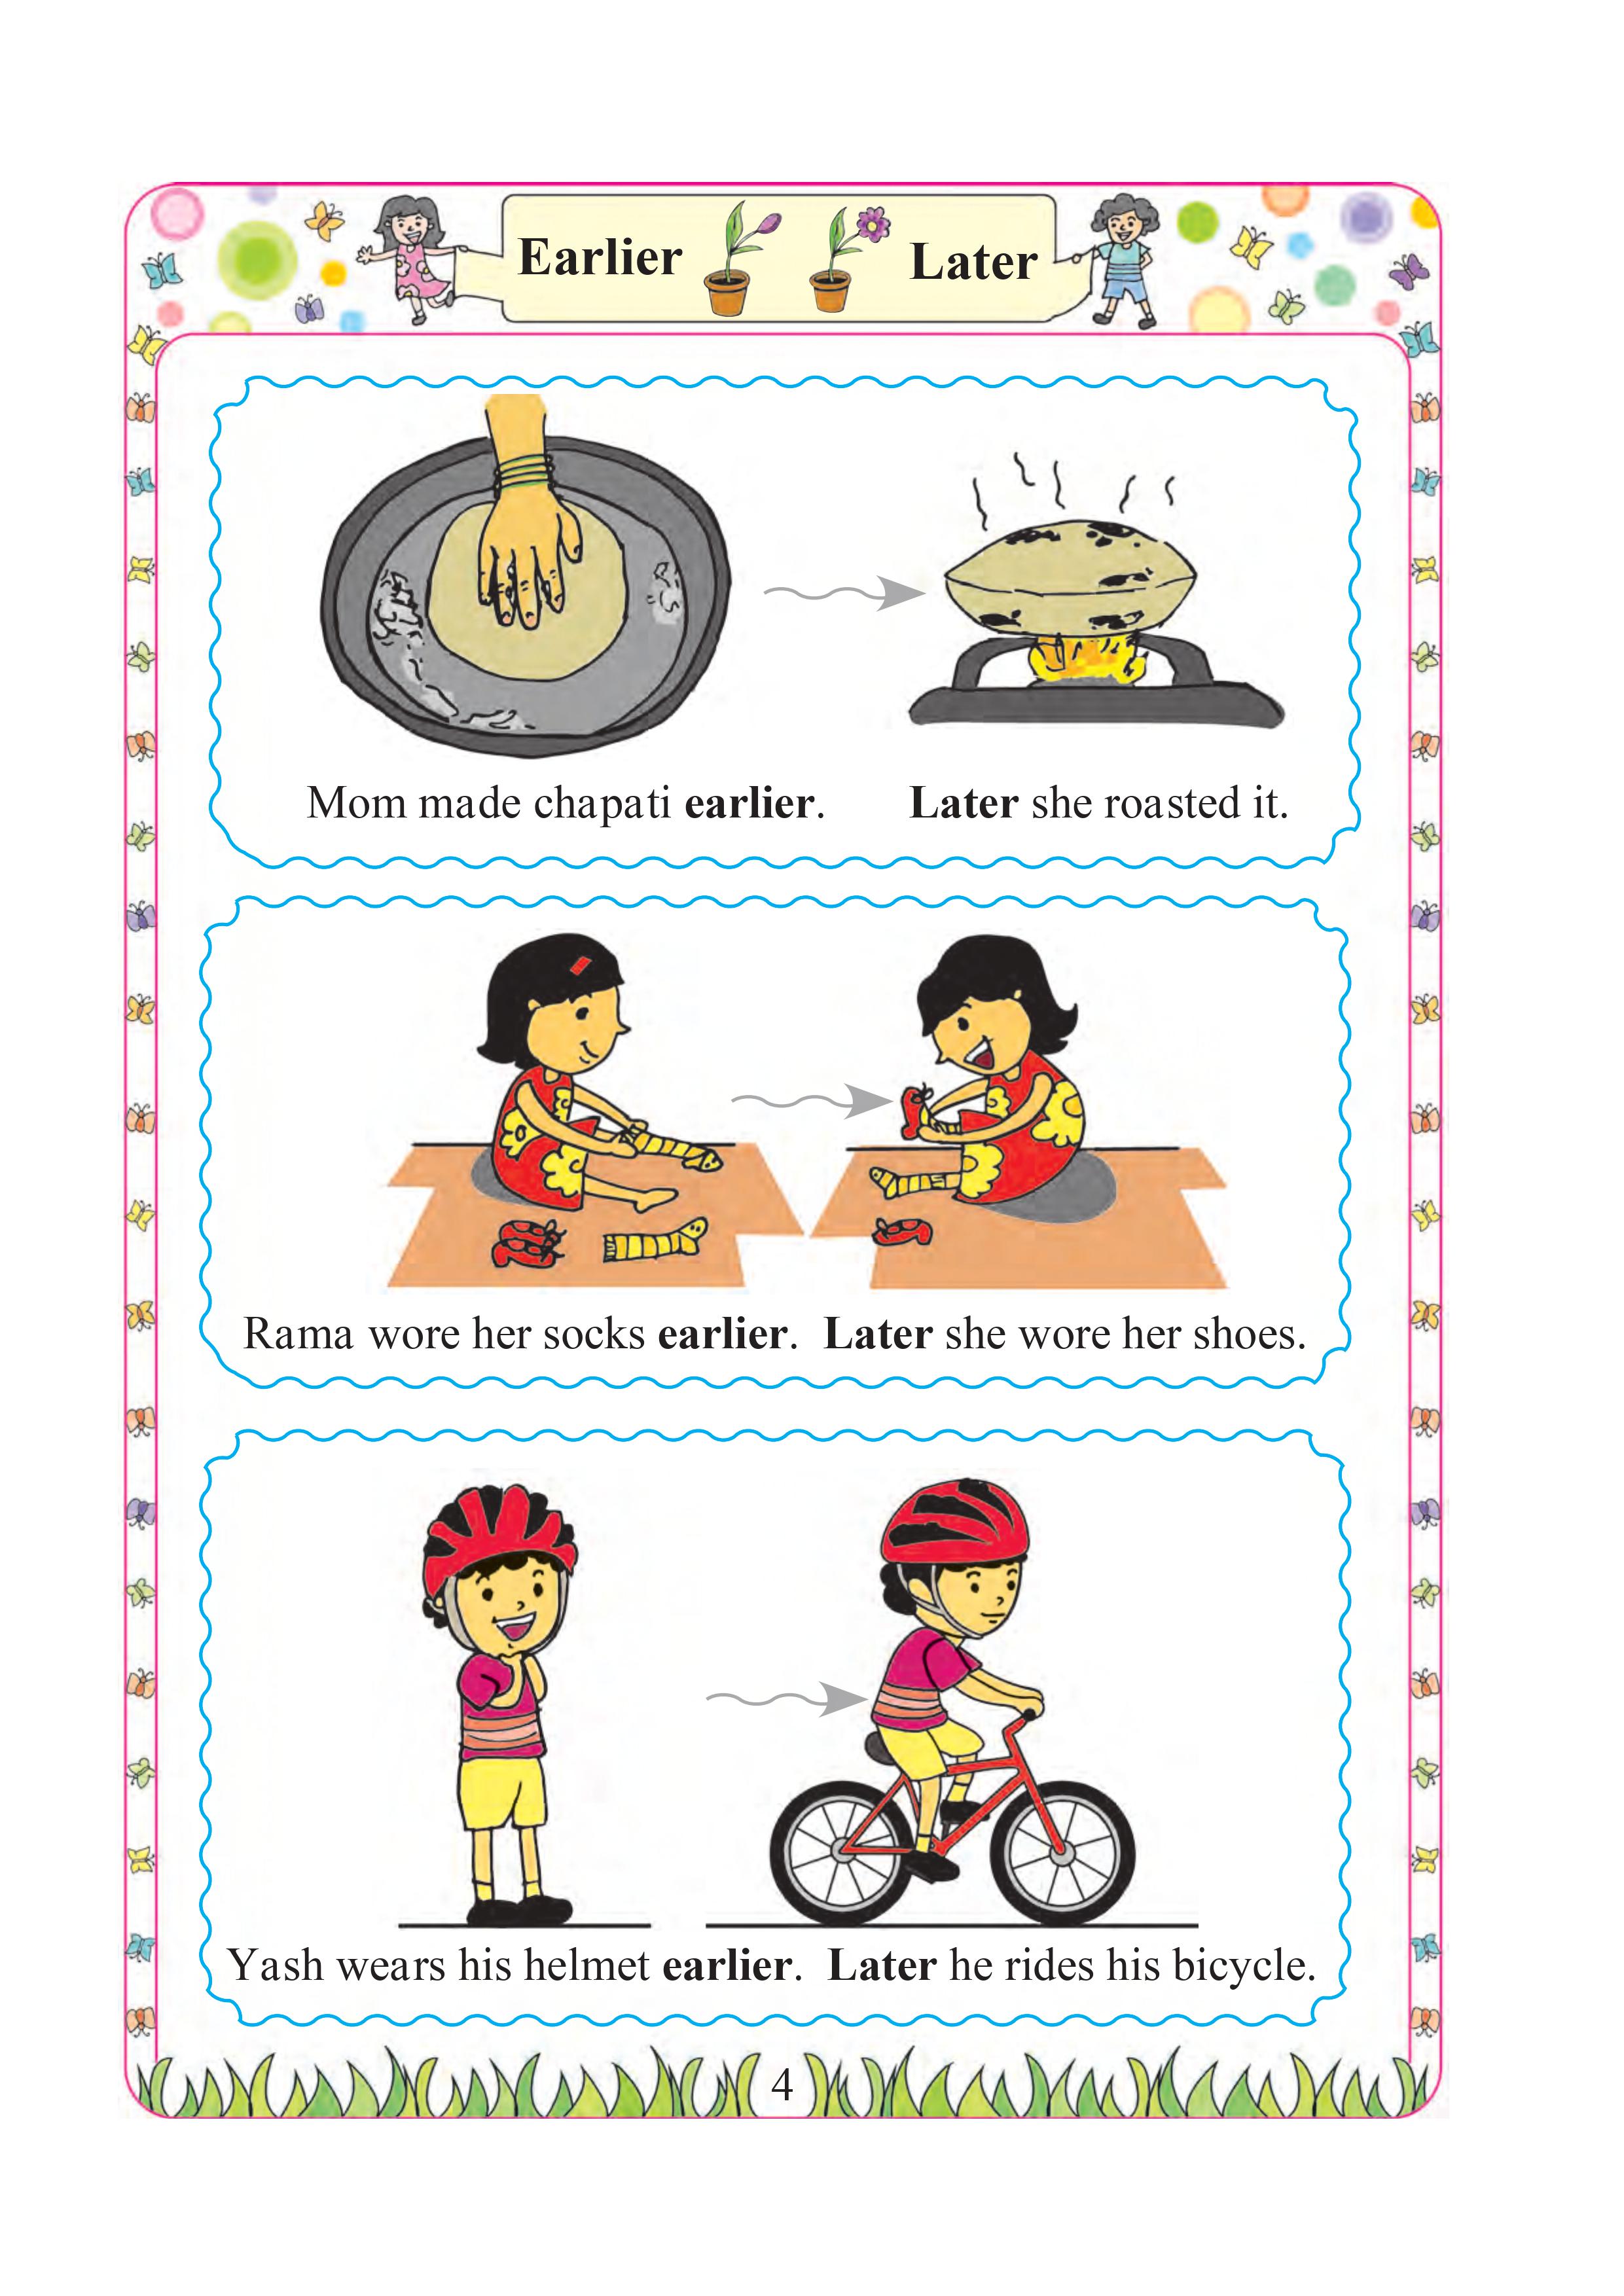 Earlier Later
Mom made chapati earlier. Later she roasted it.
Rama wore her socks earlier. Later she wore her shoes.
Yash wears his helmet earlier. Later he rides his bicycle.
4